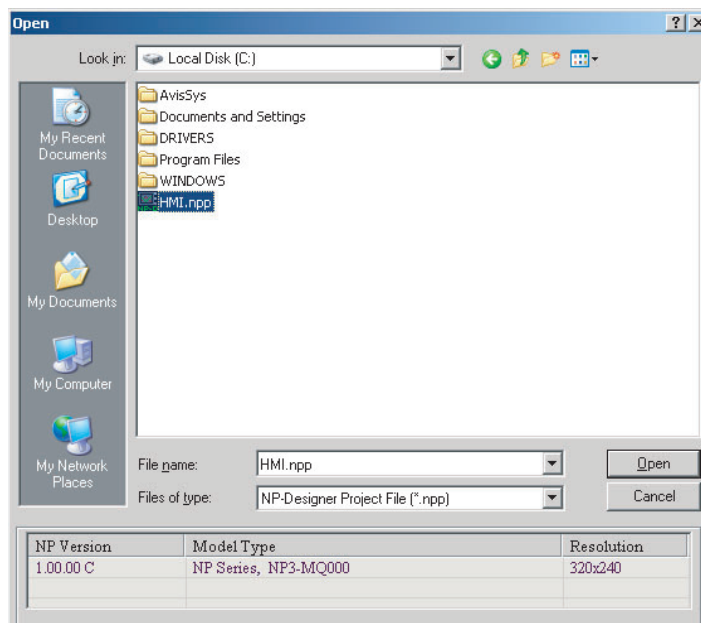 Open
Look in: Local Disk (C:)
AvisSys
Documents and Settings
DRIVERS
Program Files
WINDOWS
HMI.npp
My Recent
Documents
Desktop
My Documents
My Computer
My Network
Places
File name: HMI.npp Open
Files of type: NP-Designer Project File (*.npp) Cancel
NP Version Model Type Resolution
1.00.00 C NP Series, NP3-MQ000 320x240